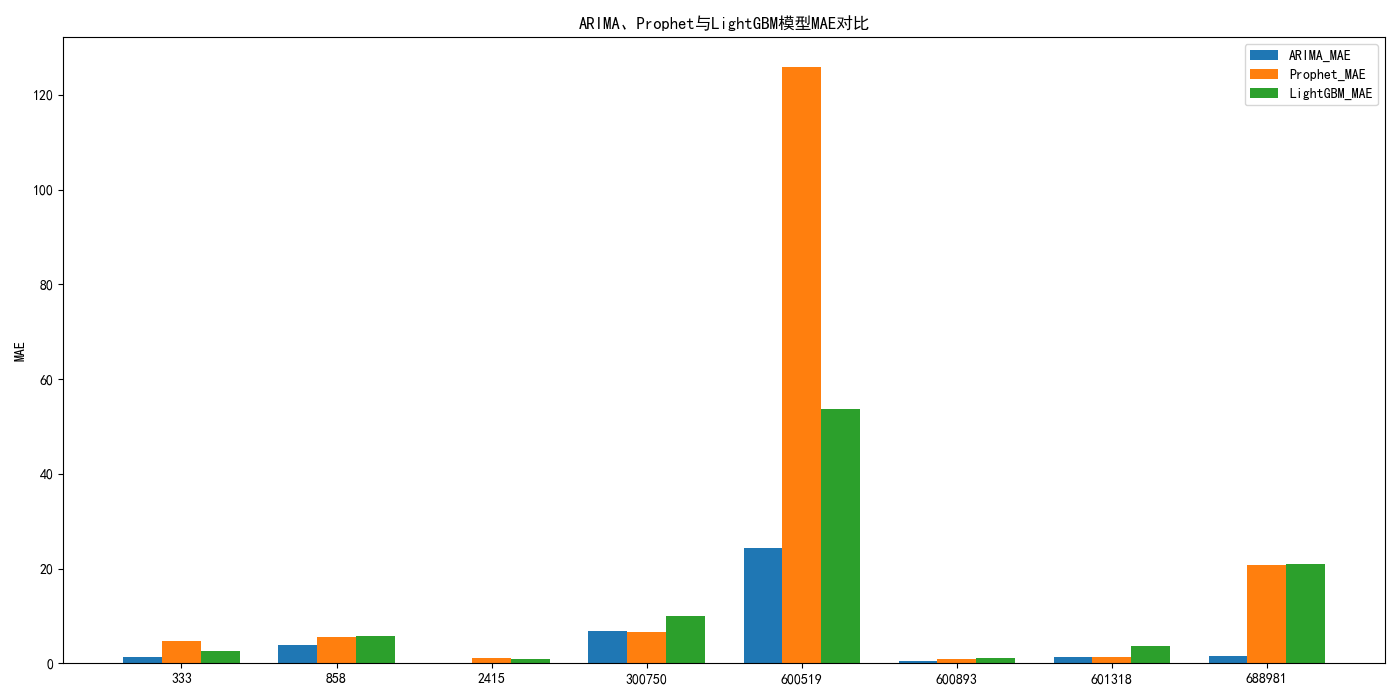 ARIMA、Prophet与LightGBM模型MAE对比
ARIMA_MAE
Prophet_MAE
LightGBM_MAE
MAE
120
100
80
60
40
20
0
333 858 2415 300750 600519 600893 601318 688981